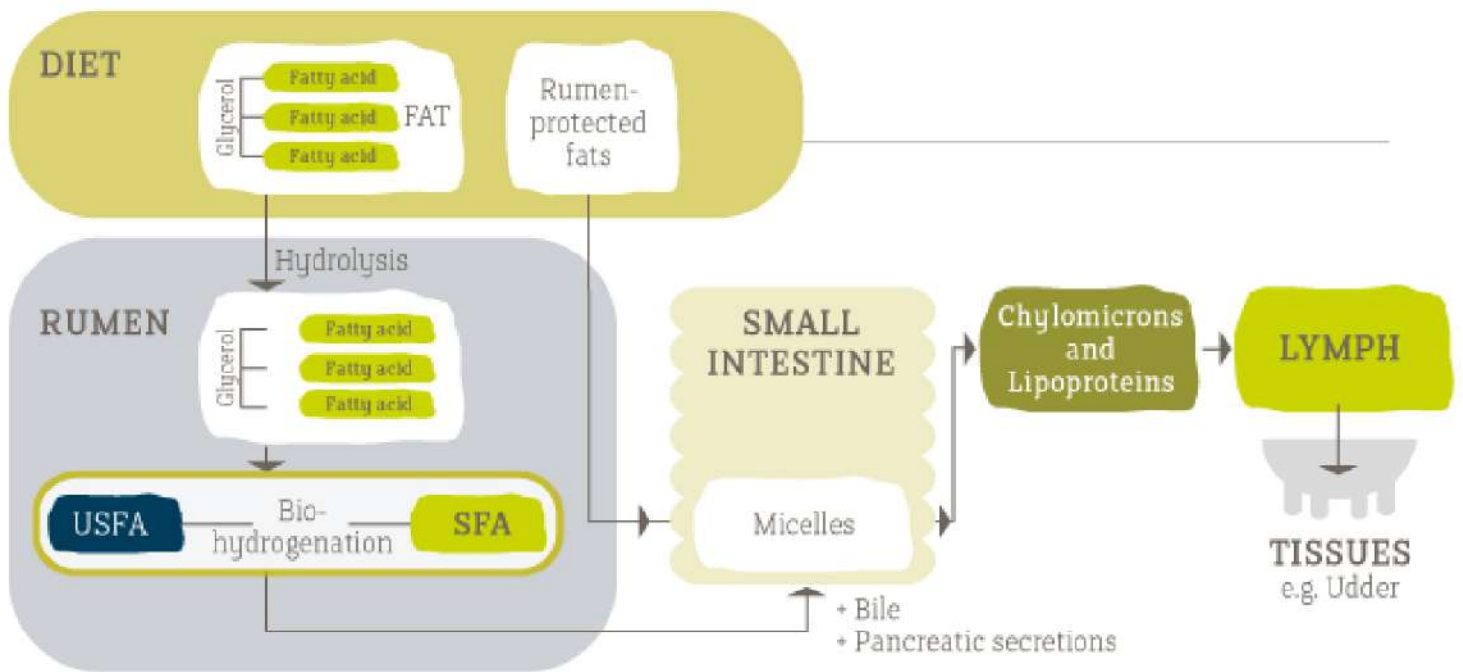 DIET
Glycerol
Fatty acid
Fatty acid
Fatty acid
FAT
Rumen-
protected
fats
Hydrolysis
RUMEN
Glycerol
Fatty acid
Fatty acid
Fatty acid
USFA
Bio-
hydrogenation
SFA
SMALL
INTESTINE
Micelles
+ Bile
+ Pancreatic secretions
Chylomicrons
and
Lipoproteins
LYMPH
TISSUES
e.g. Udder